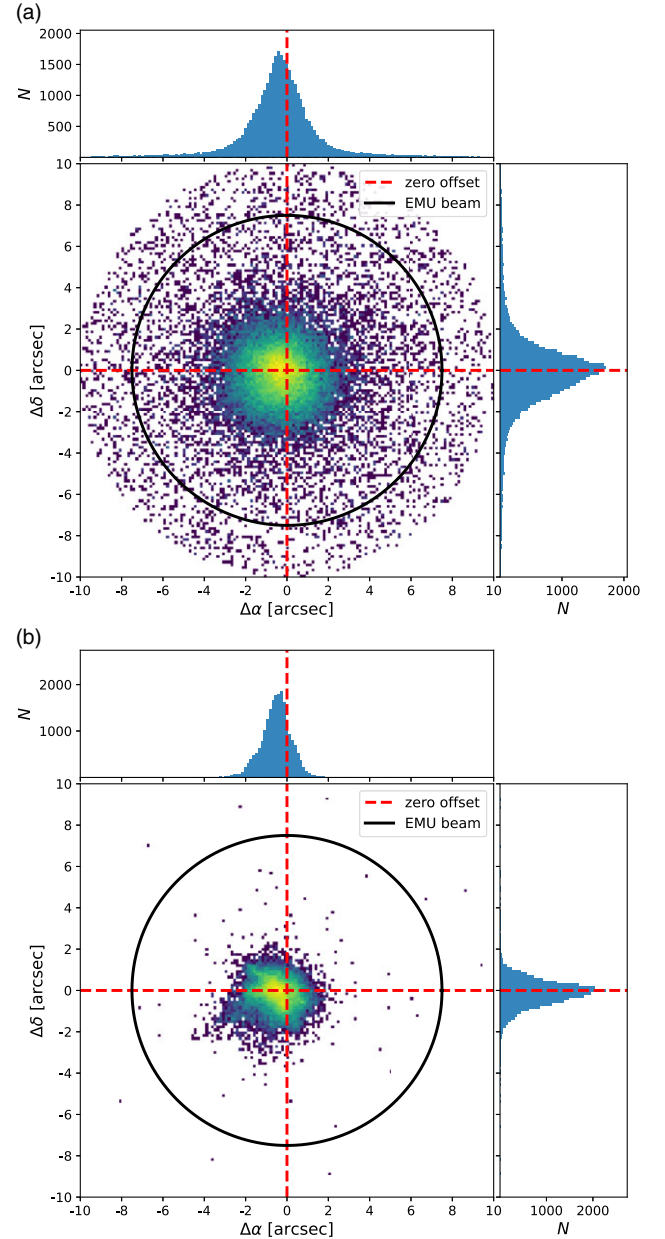 (a)
2000
1500
1000
500
N
10
8
6
4
2
0
-2
-4
-6
-8
-10
Δδ [arcsec]
zero offset
EMU beam
-10 -8 -6 -4 -2 0 2 4 6 8 10
Δα [arcsec]
1000 2000
N
(b)
2000
1000
N
10
8
6
4
2
0
-2
-4
-6
-8
-10
Δδ [arcsec]
zero offset
EMU beam
-10 -8 -6 -4 -2 0 2 4 6 8 10
Δα [arcsec]
1000 2000
N